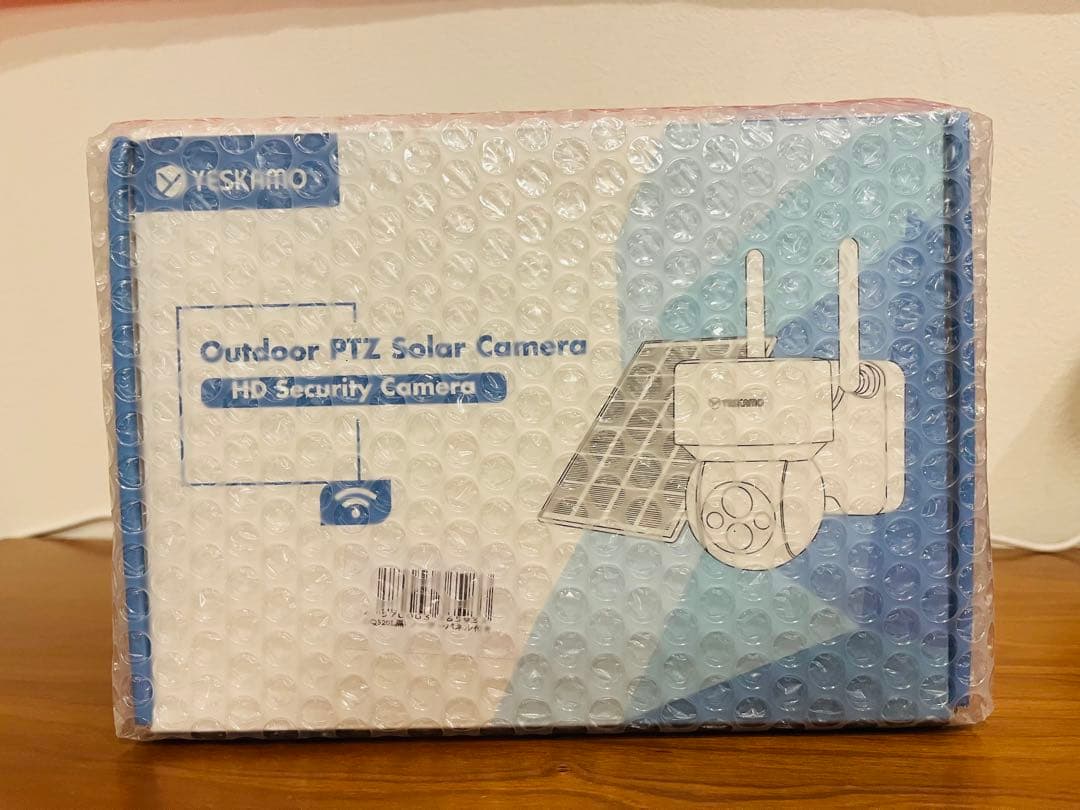 YESKAMO
Outdoor PTZ Solar Camera
HD Security Camera
YESKAMO